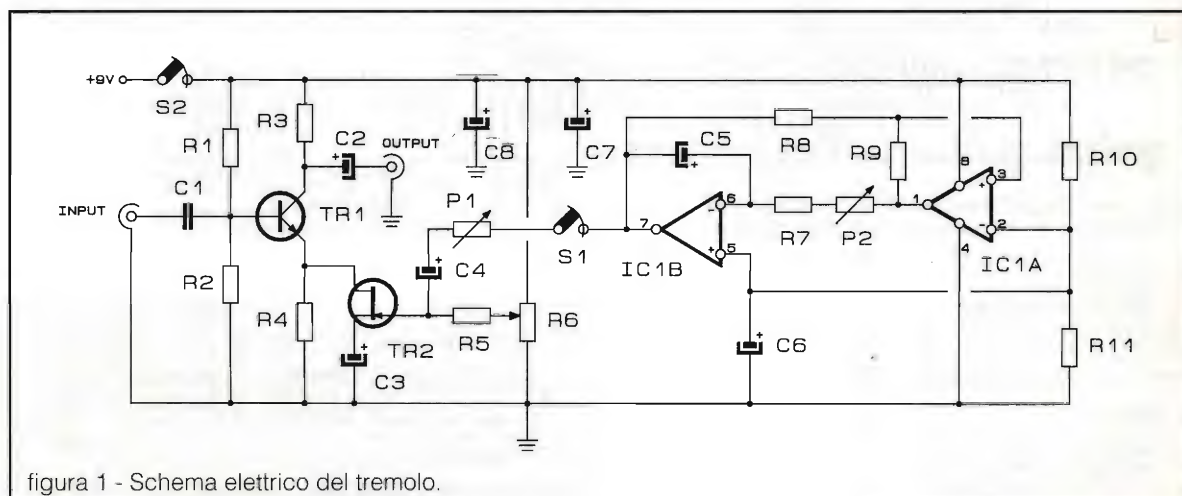 +9V
S2
R1
R3
C2
OUTPUT
C8
C7
C5
R8
R9
3
+
8
1
2
-
4
R10
C1
INPUT
TR1
P1
S1
7
6
-
+
5
IC1B
R7
P2
IC1A
R2
R4
C4
TR2
R5
R6
C3
C6
R11
figura 1 - Schema elettrico del tremolo.